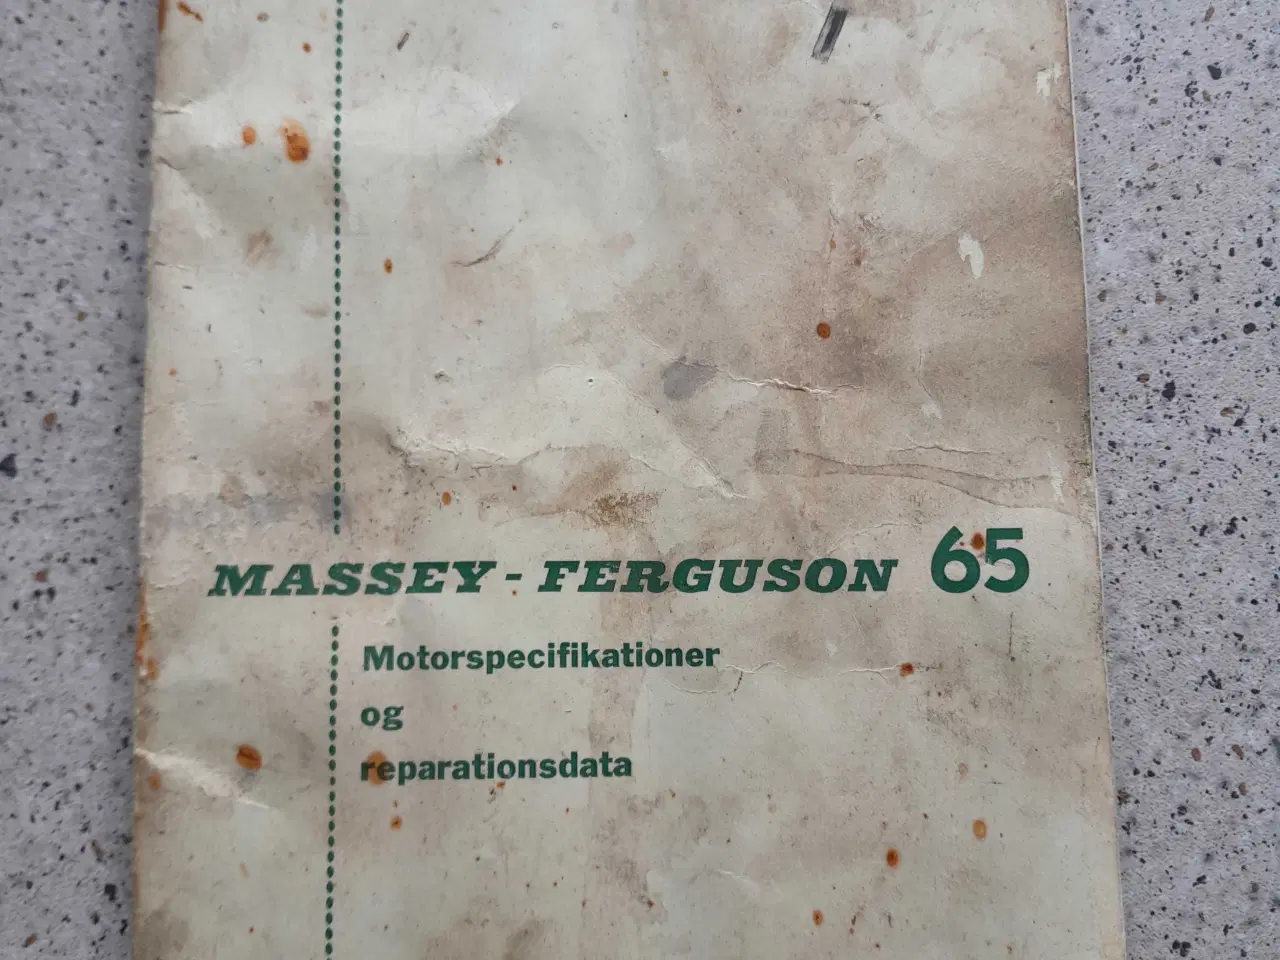 MASSEY-FERGUSON 65
Motorspecifikationer
og
reparationsdata